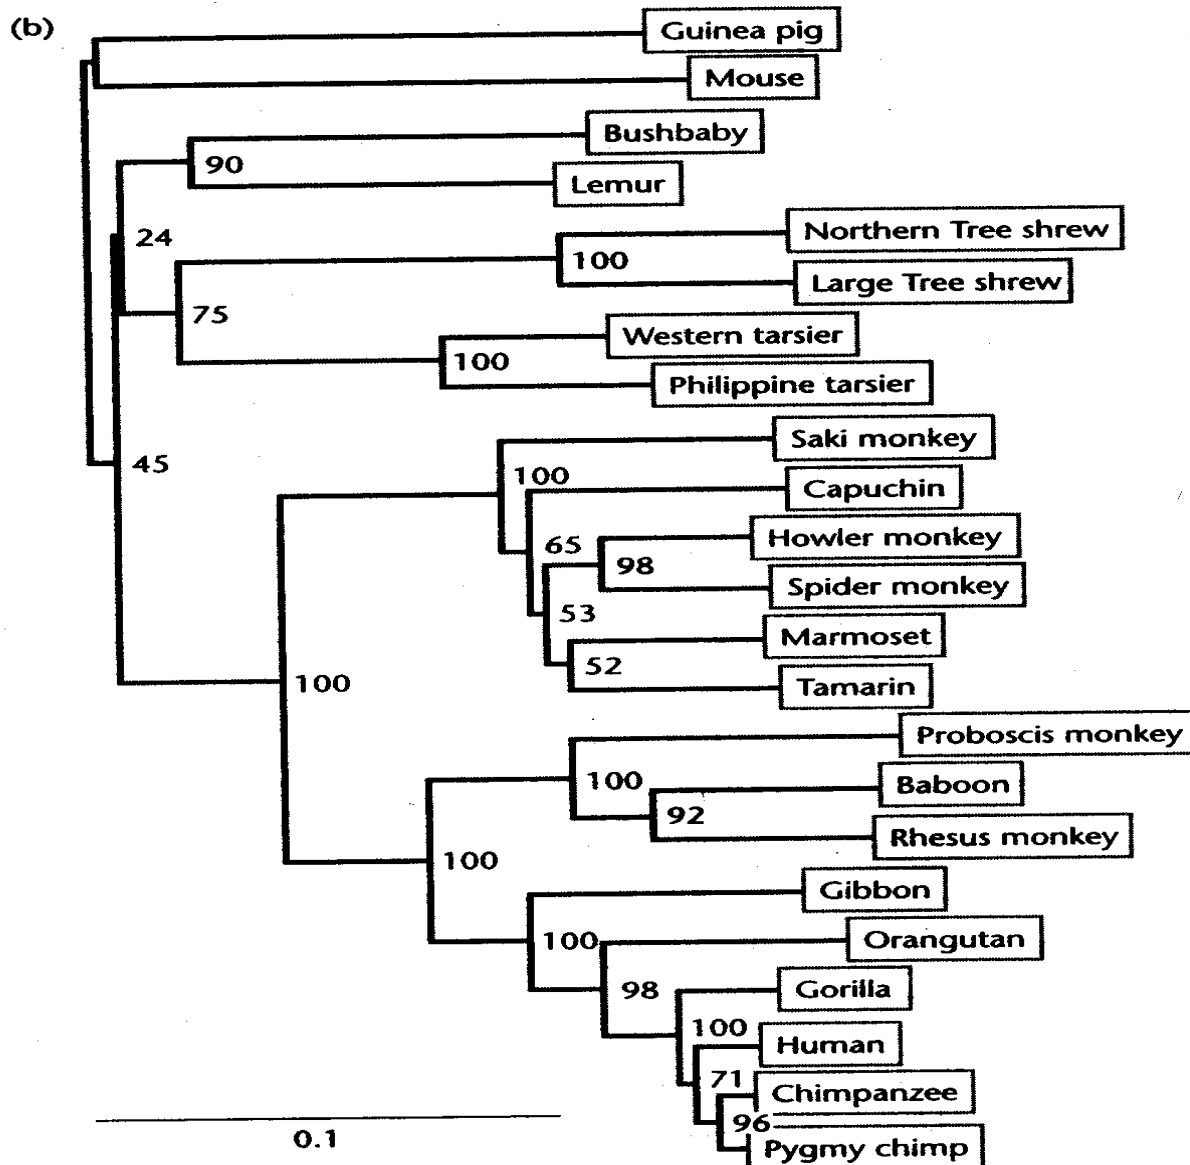 (b)
Guinea pig
Mouse
Bushbaby
90
Lemur
24
Northern Tree shrew
100
Large Tree shrew
75
Western tarsier
100
Philippine tarsier
45
Saki monkey
100
Capuchin
65
Howler monkey
98
Spider monkey
53
Marmoset
52
Tamarin
100
Proboscis monkey
100
Baboon
92
Rhesus monkey
100
Gibbon
100
Orangutan
98
Gorilla
100
Human
71
Chimpanzee
96
Pygmy chimp
0.1